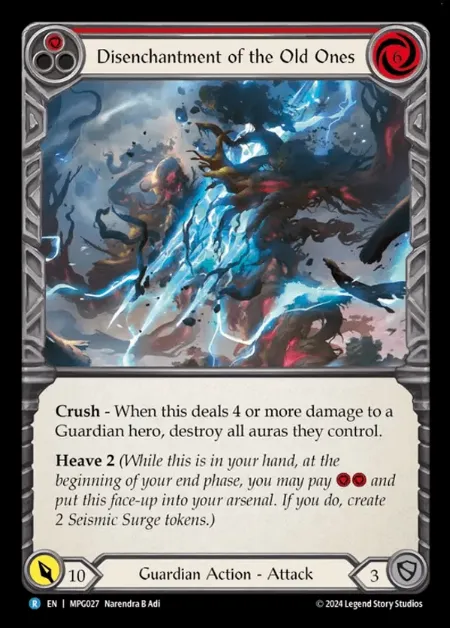 Disenchantment of the Old Ones
6
Crush - When this deals 4 or more damage to a
Guardian hero, destroy all auras they control.
Heave 2 (While this is in your hand, at the
beginning of your end phase, you may pay and
put this face-up into your arsenal. If you do, create
2 Seismic Surge tokens.)
10
Guardian Action - Attack
3
R EN | MPG027 Narendra B Adi
© 2024 Legend Story Studios